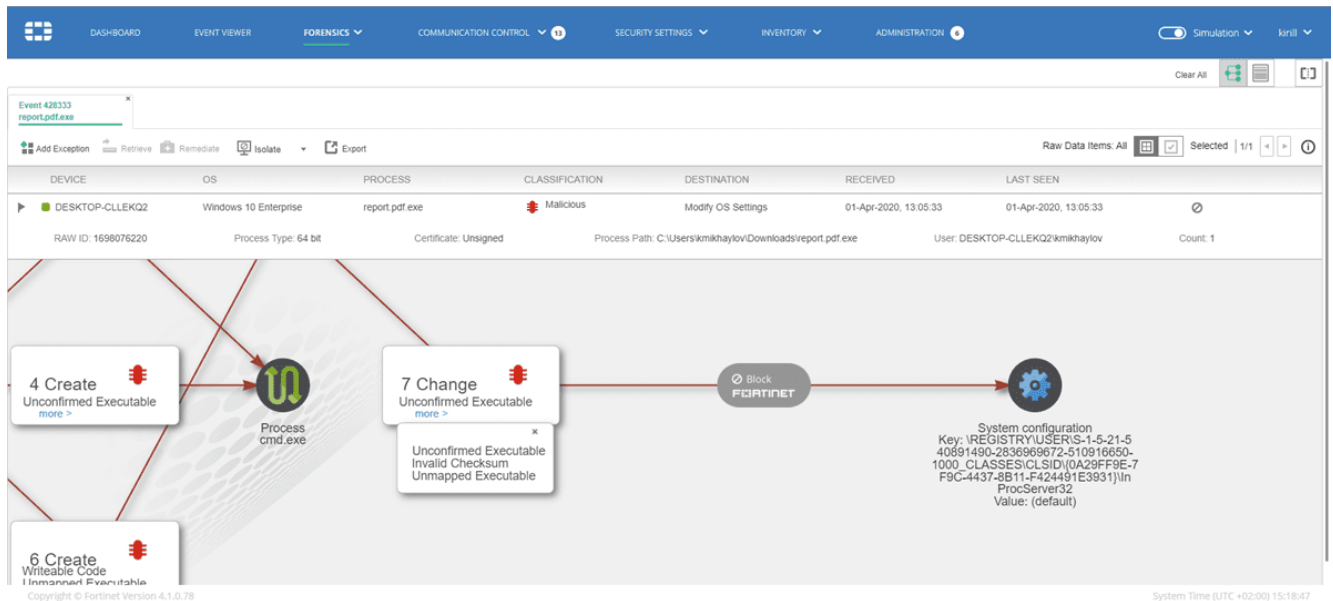 DASHBOARD EVENT VIEWER FORENSICS COMMUNICATION CONTROL 13 SECURITY SETTINGS INVENTORY ADMINISTRATION 6 Simulation kirill
Clear All
Event 428333
report.pdf.exe
Add Exception Retrieve Remediate Isolate Export Raw Data Items: All Selected 1/1
DEVICE OS PROCESS CLASSIFICATION DESTINATION RECEIVED LAST SEEN
DESKTOP-CLLEKQ2 Windows 10 Enterprise report.pdf.exe Malicious Modify OS Settings 01-Apr-2020, 13:05:33 01-Apr-2020, 13:05:33
RAW ID: 1698076220 Process Type: 64 bit Certificate: Unsigned Process Path: C:\Users\kmikhaylov\Downloads\report.pdf.exe User: DESKTOP-CLLEKQ2\kmikhaylov Count: 1
4 Create
Unconfirmed Executable
more >
Process
cmd.exe
7 Change
Unconfirmed Executable
more >
Unconfirmed Executable
Invalid Checksum
Unmapped Executable
Block
FORTINET
System configuration
Key: \REGISTRY\USER\S-1-5-21-5
40891490-2836969672-510916650-
1000_CLASSES\CLSID\{0A29FF9E-7
F9C-4437-8B11-F424491E3931}\In
ProcServer32
Value: (default)
6 Create
Writeable Code
Unmapped Executable
Copyright © Fortinet Version 4.1.0.78 System Time (UTC +02:00) 15:18:47